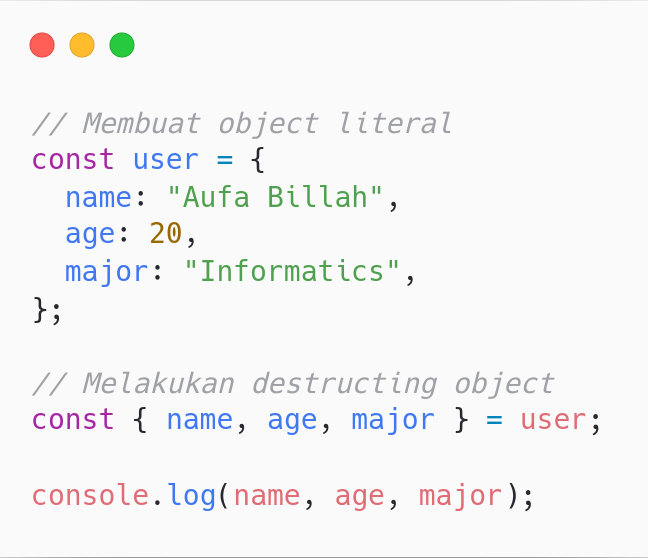 // Membuat object literal
const user = {
  name: "Aufa Billah",
  age: 20,
  major: "Informatics",
};
// Melakukan destructing object
const { name, age, major } = user;
console.log(name, age, major);